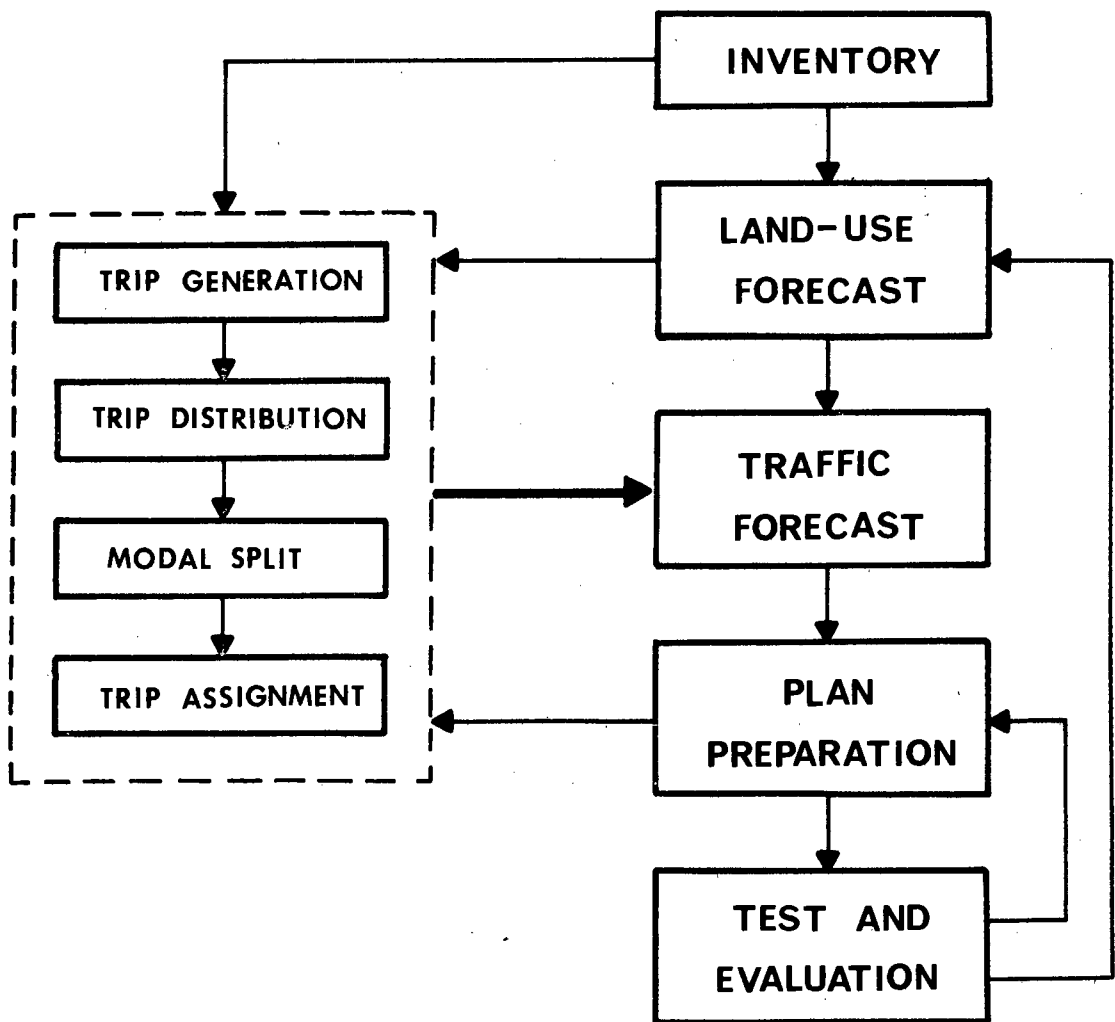 INVENTORY
LAND-USE
FORECAST
TRIP GENERATION
TRIP DISTRIBUTION
MODAL SPLIT
TRIP ASSIGNMENT
TRAFFIC
FORECAST
PLAN
PREPARATION
TEST AND
EVALUATION